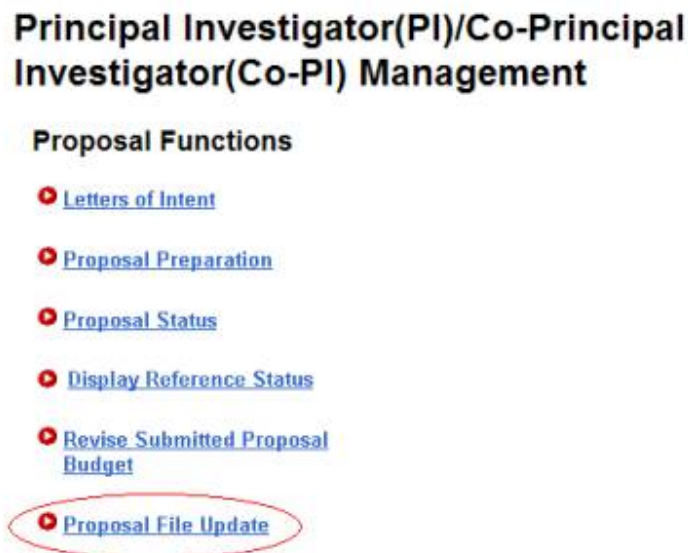 Principal Investigator(PI)/Co-Principal
Investigator(Co-PI) Management
Proposal Functions
Letters of Intent
Proposal Preparation
Proposal Status
Display Reference Status
Revise Submitted Proposal
Budget
Proposal File Update